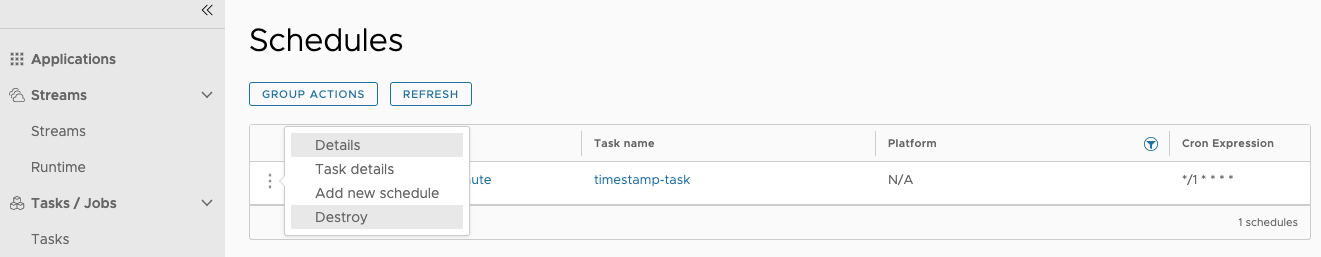 Schedules
Applications
Streams
Streams
Runtime
Tasks / Jobs
Tasks
GROUP ACTIONS REFRESH
Task name Platform Cron Expression
timestamp-task N/A */1 * * * *
Details
Task details
Add new schedule
Destroy
1 schedules